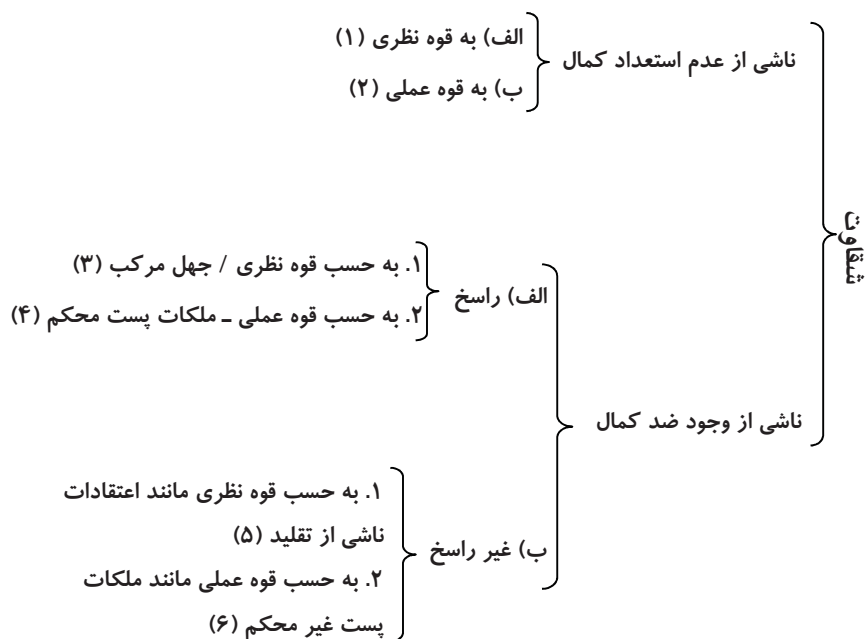 شقاوت
ناشی از عدم استعداد کمال
الف) به قوه نظری (۱)
ب) به قوه عملی (۲)
ناشی از وجود ضد کمال
الف) راسخ
۱. به حسب قوه نظری / جهل مرکب (۳)
۲. به حسب قوه عملی ـ ملکات پست محکم (۴)
ب) غیر راسخ
۱. به حسب قوه نظری مانند اعتقادات
ناشی از تقلید (۵)
۲. به حسب قوه عملی مانند ملکات
پست غیر محکم (۶)